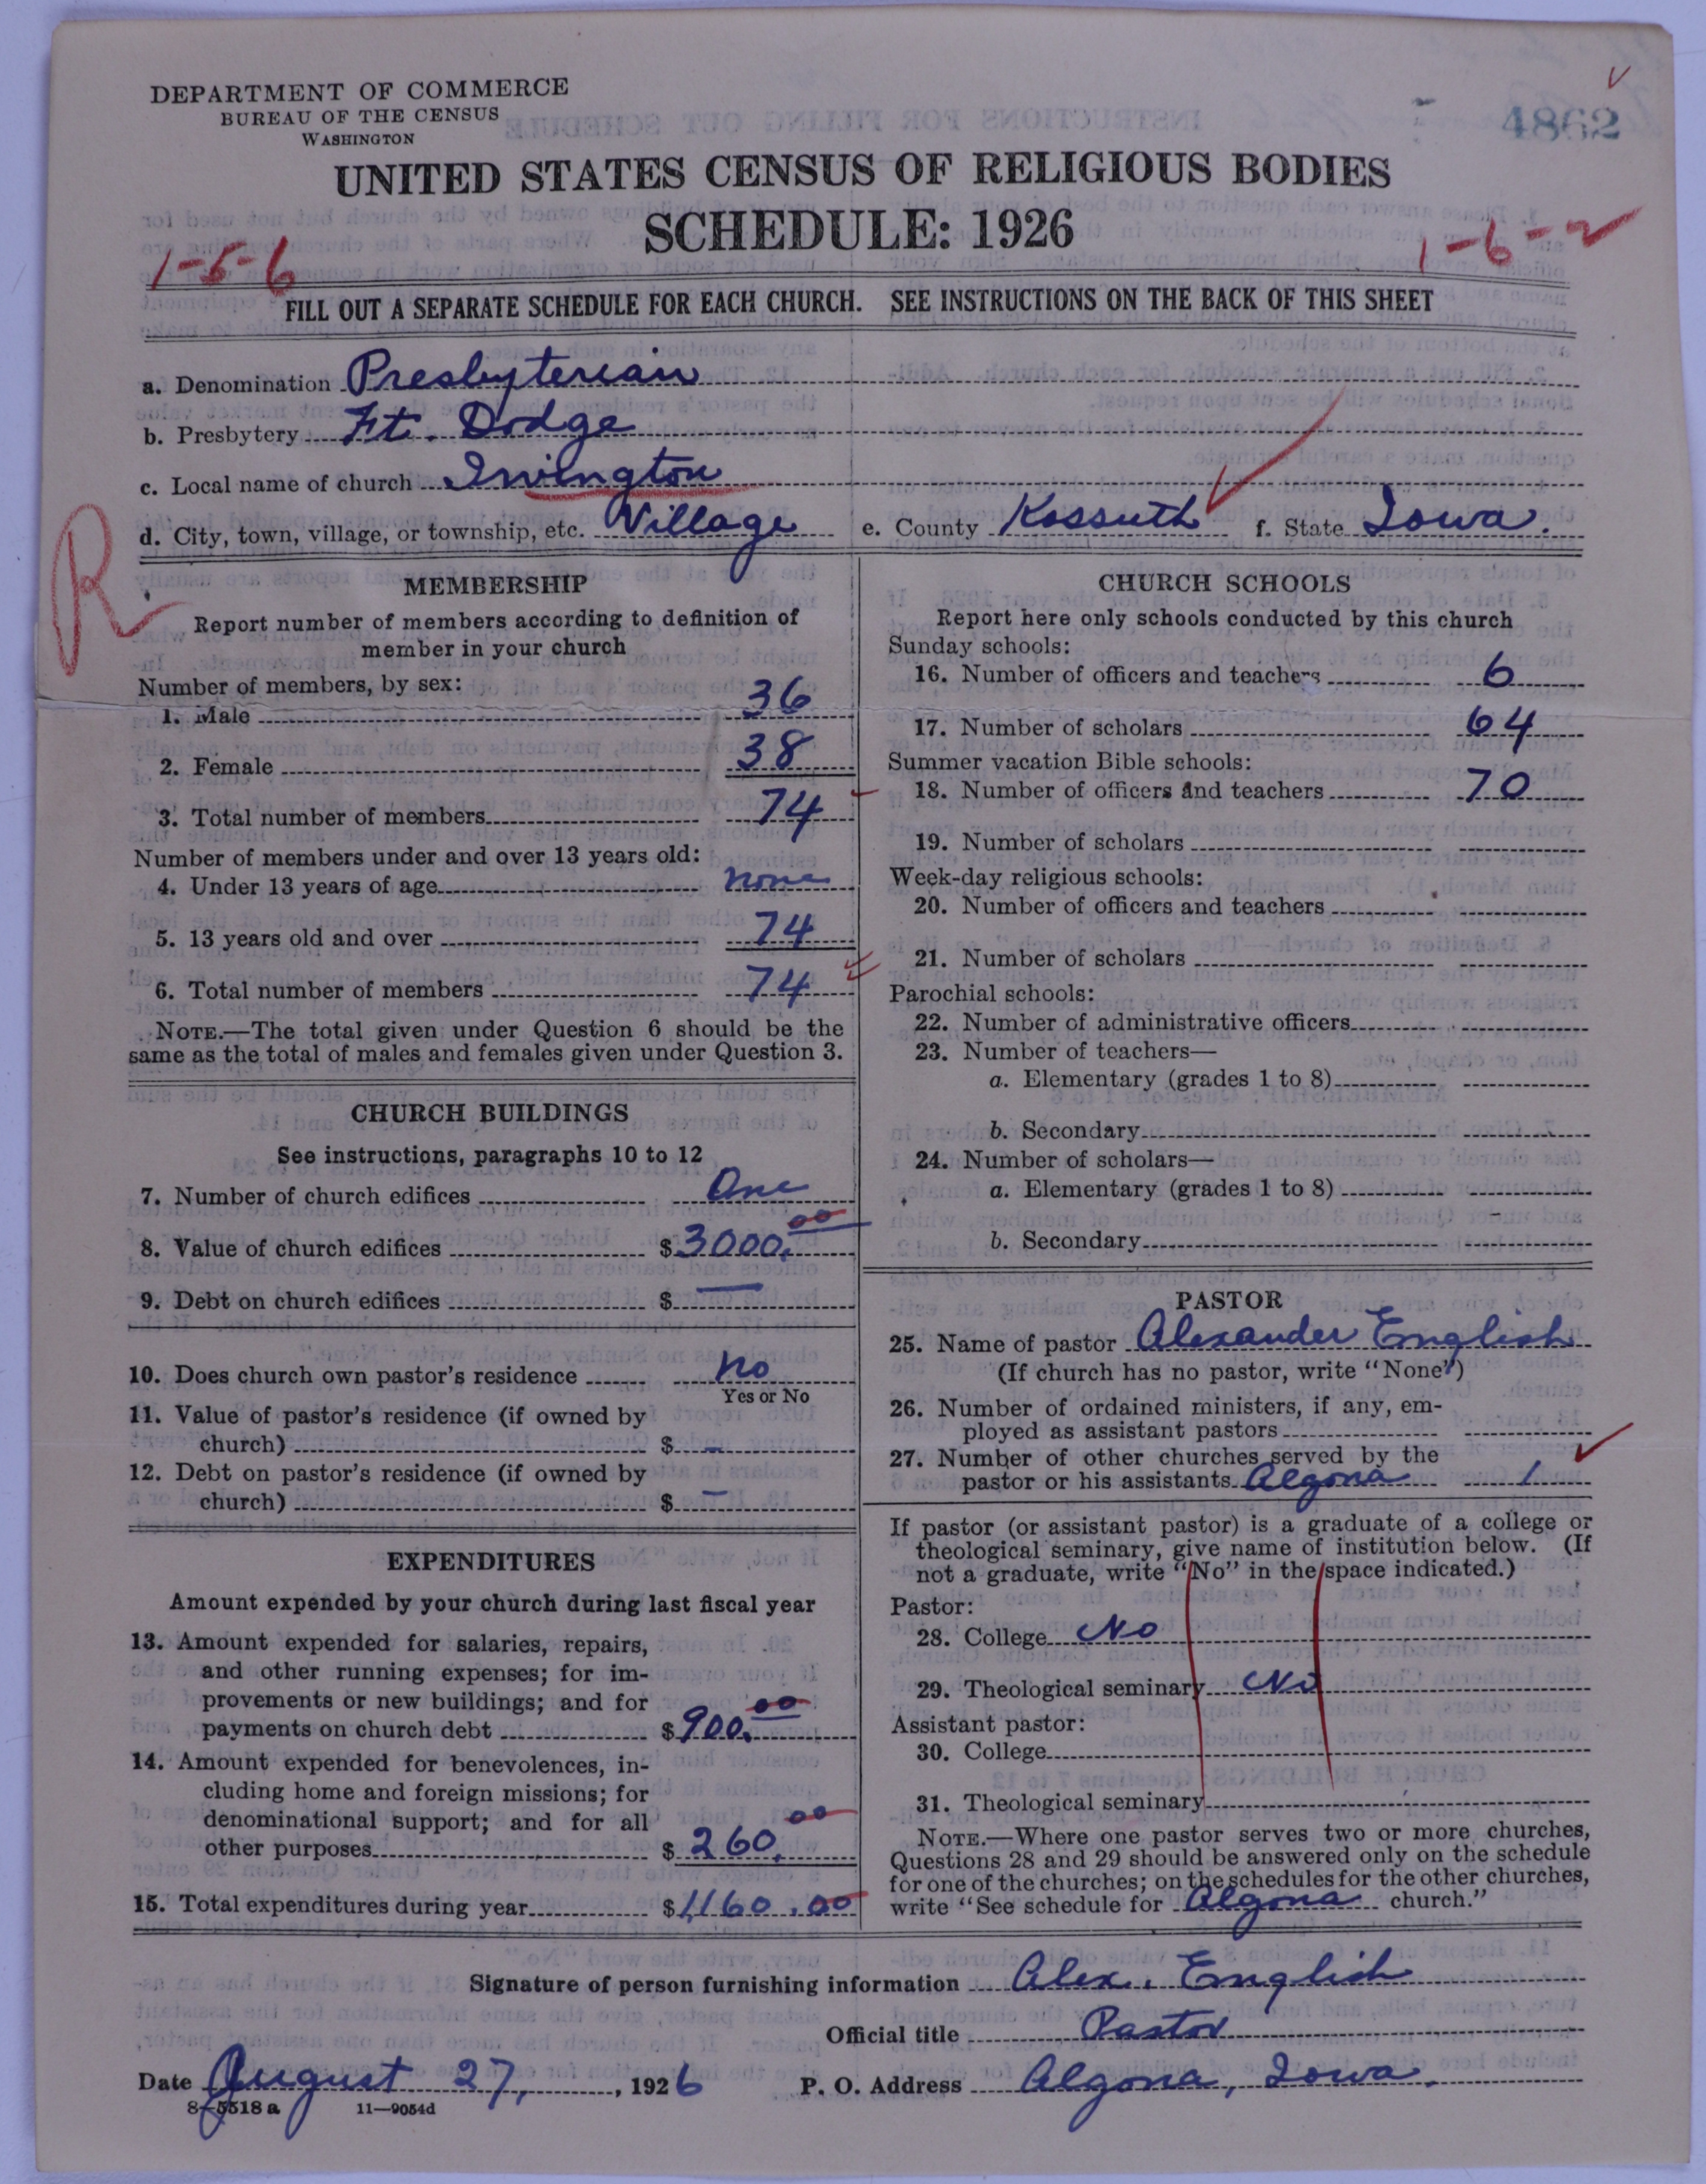 DEPARTMENT OF COMMERCE
BUREAU OF THE CENSUS
WASHINGTON
4862
UNITED STATES CENSUS OF RELIGIOUS BODIES
SCHEDULE: 1926
1-5-6
1-6-2
FILL OUT A SEPARATE SCHEDULE FOR EACH CHURCH. SEE INSTRUCTIONS ON THE BACK OF THIS SHEET
a. Denomination Presbyterian
b. Presbytery Ft. Dodge
c. Local name of church Irvington
d. City, town, village, or township, etc. Village e. County Kossuth f. State Iowa.
R
MEMBERSHIP
Report number of members according to definition of
member in your church
Number of members, by sex:
1. Male 36
2. Female 38
3. Total number of members 74
Number of members under and over 13 years old:
4. Under 13 years of age none
5. 13 years old and over 74
6. Total number of members 74
NOTE.—The total given under Question 6 should be the
same as the total of males and females given under Question 3.
CHURCH BUILDINGS
See instructions, paragraphs 10 to 12
7. Number of church edifices One
8. Value of church edifices $3000.00
9. Debt on church edifices $ —
10. Does church own pastor's residence No
Yes or No
11. Value of pastor's residence (if owned by
church) $ –
12. Debt on pastor's residence (if owned by
church) $ –
EXPENDITURES
Amount expended by your church during last fiscal year
13. Amount expended for salaries, repairs,
and other running expenses; for im-
provements or new buildings; and for
payments on church debt $900.00
14. Amount expended for benevolences, in-
cluding home and foreign missions; for
denominational support; and for all
other purposes $260.00
15. Total expenditures during year $1,160.00
CHURCH SCHOOLS
Report here only schools conducted by this church
Sunday schools:
16. Number of officers and teachers 6
17. Number of scholars 64
Summer vacation Bible schools:
18. Number of officers and teachers 70
19. Number of scholars
Week-day religious schools:
20. Number of officers and teachers
21. Number of scholars
Parochial schools:
22. Number of administrative officers
23. Number of teachers—
a. Elementary (grades 1 to 8)
b. Secondary
24. Number of scholars—
a. Elementary (grades 1 to 8)
b. Secondary
PASTOR
25. Name of pastor Alexander English
(If church has no pastor, write "None")
26. Number of ordained ministers, if any, em-
ployed as assistant pastors
27. Number of other churches served by the
pastor or his assistants Algona 1
If pastor (or assistant pastor) is a graduate of a college or
theological seminary, give name of institution below. (If
not a graduate, write "No" in the space indicated.)
Pastor:
28. College No
29. Theological seminary No
Assistant pastor:
30. College
31. Theological seminary
NOTE.—Where one pastor serves two or more churches,
Questions 28 and 29 should be answered only on the schedule
for one of the churches; on the schedules for the other churches,
write "See schedule for Algona church."
Signature of person furnishing information Alex. English
Official title Pastor
Date August 27, 1926 P. O. Address Algona, Iowa.
8-5518 a 11—9054d